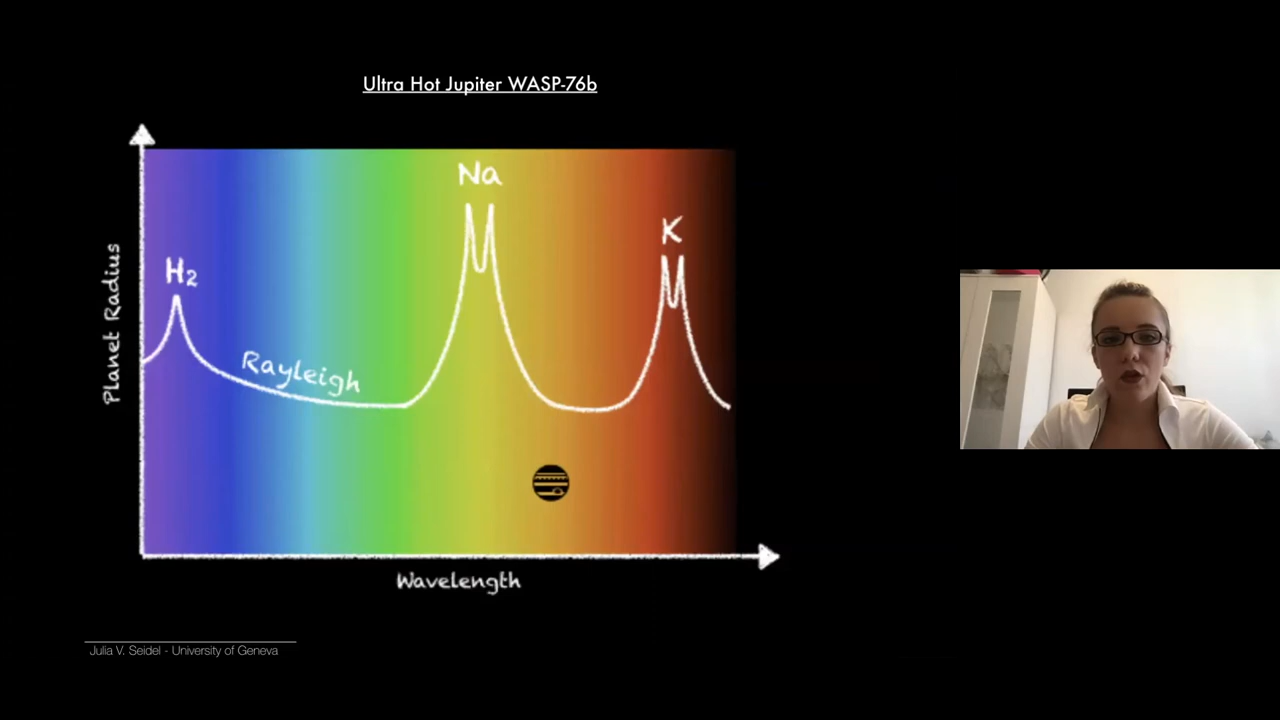 Ultra Hot Jupiter WASP-76b
Na
K
H₂
Rayleigh
Planet Radius
Wavelength
Julia V. Seidel - University of Geneva